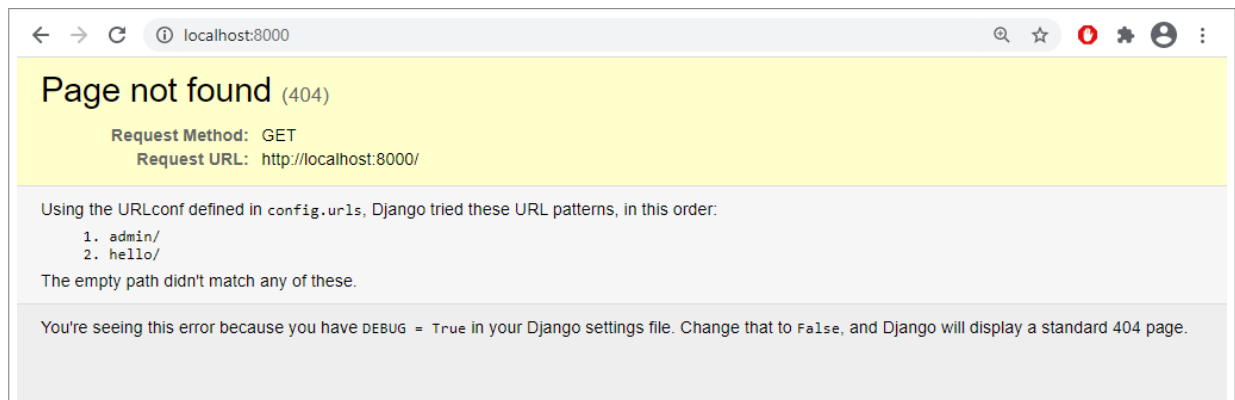 localhost:8000
Page not found (404)
Request Method: GET
Request URL: http://localhost:8000/
Using the URLconf defined in config.urls, Django tried these URL patterns, in this order:
1. admin/
2. hello/
The empty path didn't match any of these.
You're seeing this error because you have DEBUG = True in your Django settings file. Change that to False, and Django will display a standard 404 page.